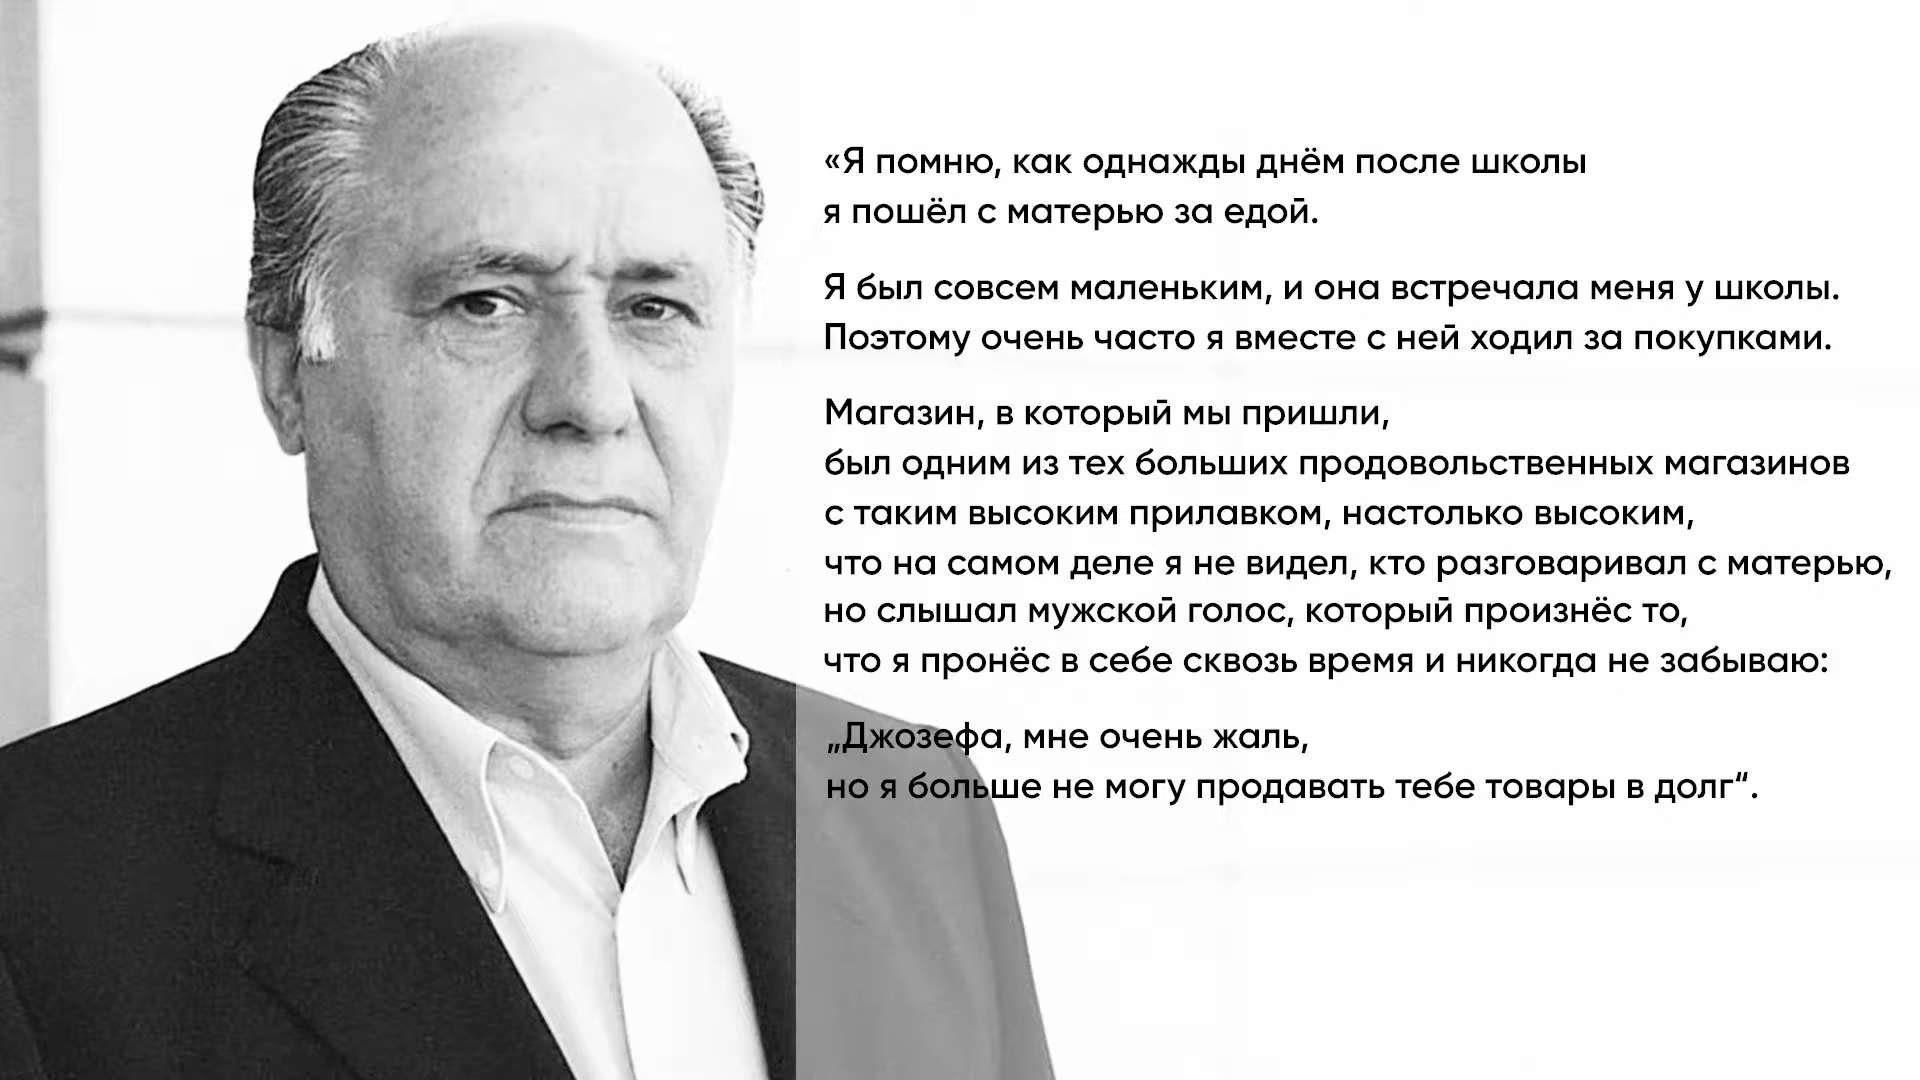 «Я помню, как однажды днём после школы
я пошёл с матерью за едой.
Я был совсем маленьким, и она встречала меня у школы.
Поэтому очень часто я вместе с ней ходил за покупками.
Магазин, в который мы пришли,
был одним из тех больших продовольственных магазинов
с таким высоким прилавком, настолько высоким,
что на самом деле я не видел, кто разговаривал с матерью,
но слышал мужской голос, который произнёс то,
что я пронёс в себе сквозь время и никогда не забываю:
„Джозефа, мне очень жаль,
но я больше не могу продавать тебе товары в долг“.